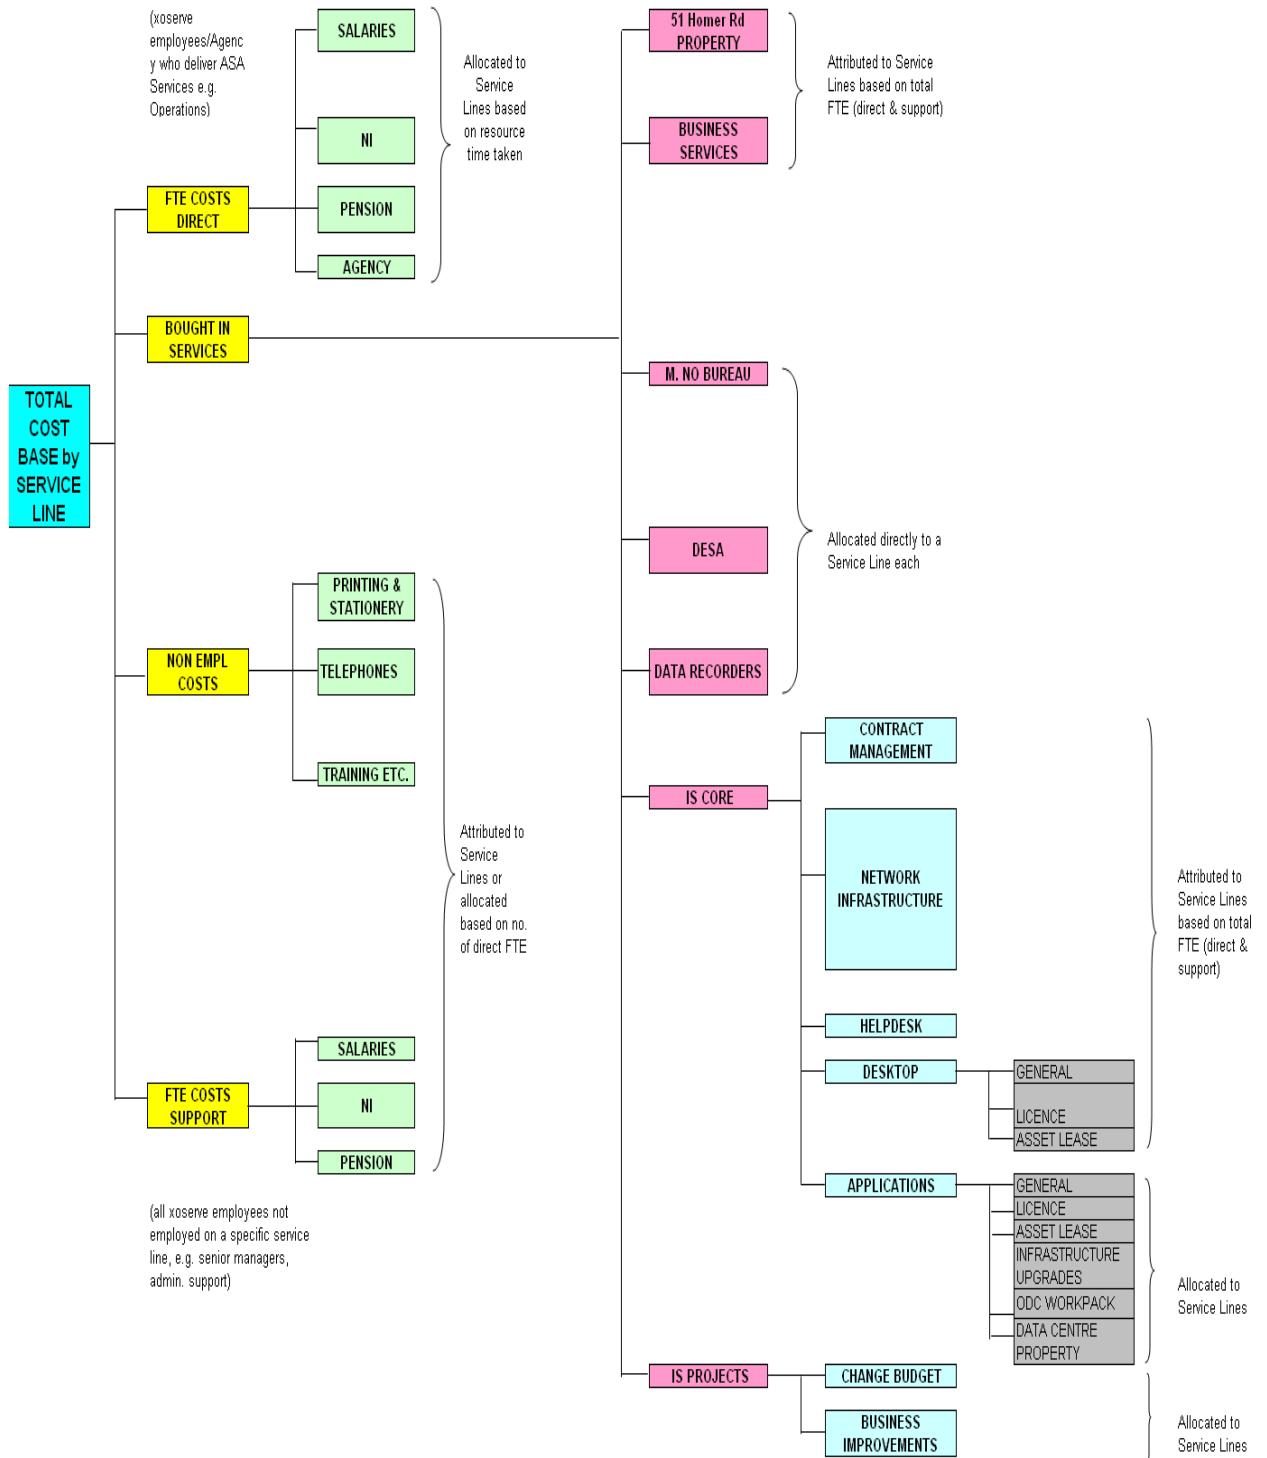 (xoserve
employees/Agenc
y who deliver ASA
Services e.g.
Operations)
SALARIES
NI
PENSION
AGENCY
Allocated to
Service
Lines based
on resource
time taken
FTE COSTS
DIRECT
BOUGHT IN
SERVICES
TOTAL
COST
BASE by
SERVICE
LINE
NON EMPL
COSTS
PRINTING &
STATIONERY
TELEPHONES
TRAINING ETC.
Attributed to
Service
Lines or
allocated
based on no.
of direct FTE
FTE COSTS
SUPPORT
SALARIES
NI
PENSION
(all xoserve employees not
employed on a specific service
line, e.g. senior managers,
admin. support)
51 Homer Rd
PROPERTY
BUSINESS
SERVICES
Attributed to Service
Lines based on total
FTE (direct & support)
M. NO BUREAU
DESA
DATA RECORDERS
Allocated directly to a
Service Line each
IS CORE
CONTRACT
MANAGEMENT
NETWORK
INFRASTRUCTURE
HELPDESK
DESKTOP
GENERAL
LICENCE
ASSET LEASE
Attributed to
Service Lines
based on total
FTE (direct &
support)
APPLICATIONS
GENERAL
LICENCE
ASSET LEASE
INFRASTRUCTURE
UPGRADES
ODC WORKPACK
DATA CENTRE
PROPERTY
Allocated to
Service Lines
IS PROJECTS
CHANGE BUDGET
BUSINESS
IMPROVEMENTS
Allocated to
Service Lines